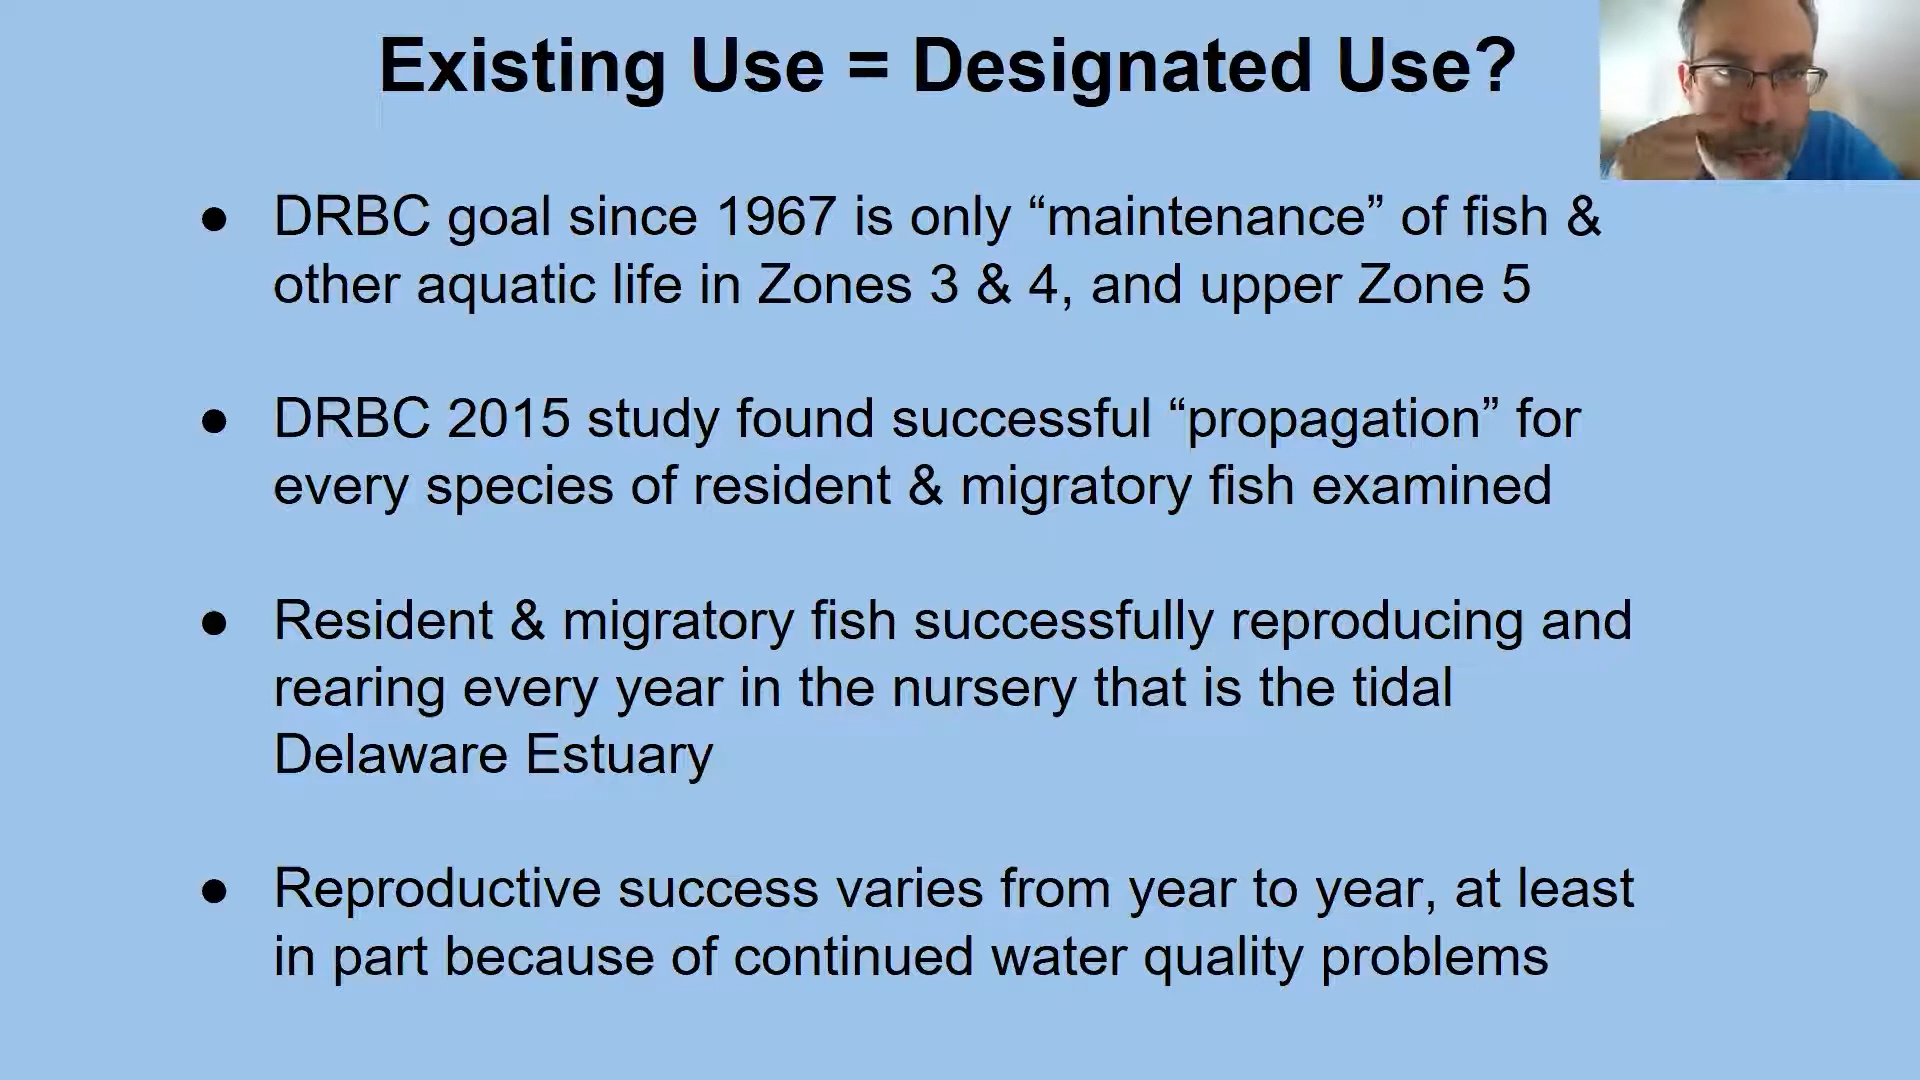 Existing Use = Designated Use?
● DRBC goal since 1967 is only “maintenance” of fish &
other aquatic life in Zones 3 & 4, and upper Zone 5
● DRBC 2015 study found successful “propagation” for
every species of resident & migratory fish examined
● Resident & migratory fish successfully reproducing and
rearing every year in the nursery that is the tidal
Delaware Estuary
● Reproductive success varies from year to year, at least
in part because of continued water quality problems